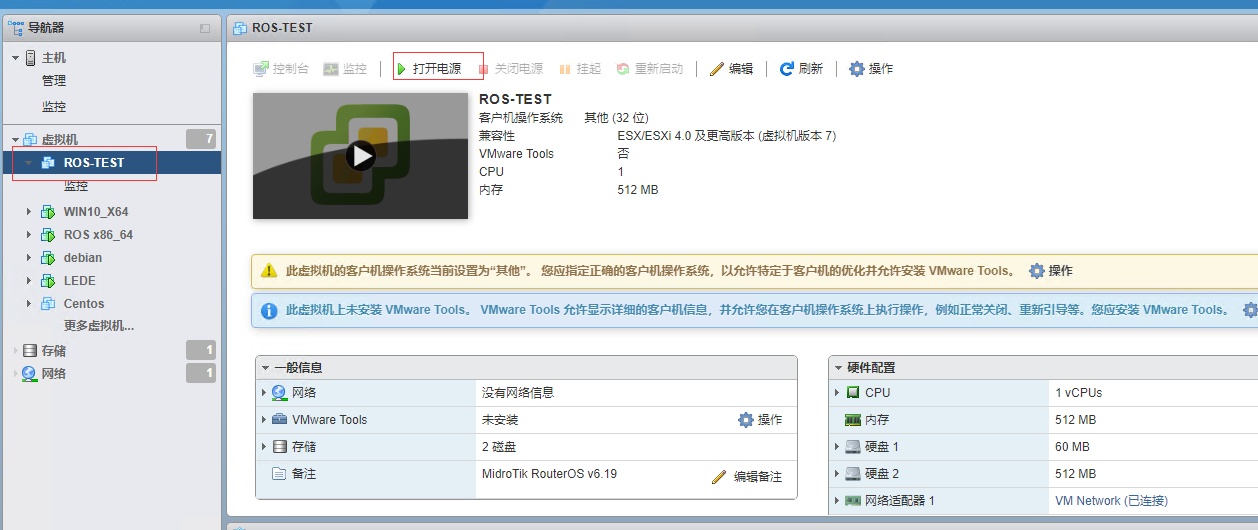 导航器
主机
管理
监控
虚拟机 7
ROS-TEST
监控
WIN10_X64
ROS x86_64
debian
LEDE
Centos
更多虚拟机...
存储 1
网络 1
ROS-TEST
控制台 监控 打开电源 关闭电源 挂起 重新启动 编辑 刷新 操作
ROS-TEST
客户机操作系统 其他 (32 位)
兼容性 ESX/ESXi 4.0 及更高版本 (虚拟机版本 7)
VMware Tools 否
CPU 1
内存 512 MB
此虚拟机的客户机操作系统当前设置为“其他”。 您应指定正确的客户机操作系统，以允许特定于客户机的优化并允许安装 VMware Tools。 操作
此虚拟机上未安装 VMware Tools。 VMware Tools 允许显示详细的客户机信息，并允许您在客户机操作系统上执行操作，例如正常关闭、重新引导等。您应安装 VMware Tools。
一般信息
网络 没有网络信息
VMware Tools 未安装 操作
存储 2 磁盘
备注 MidroTik RouterOS v6.19 编辑备注
硬件配置
CPU 1 vCPUs
内存 512 MB
硬盘 1 60 MB
硬盘 2 512 MB
网络适配器 1 VM Network (已连接)